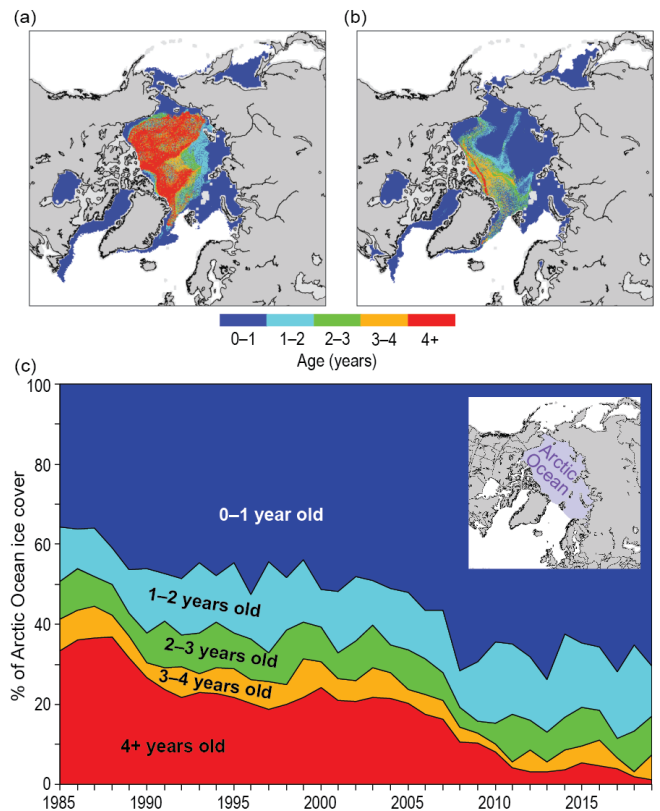 (a)
(b)
0–1
1–2
2–3
3–4
4+
Age (years)
(c)
100
80
60
40
20
0
% of Arctic Ocean ice cover
Arctic
Ocean
0–1 year old
1–2 years old
2–3 years old
3–4 years old
4+ years old
1985
1990
1995
2000
2005
2010
2015